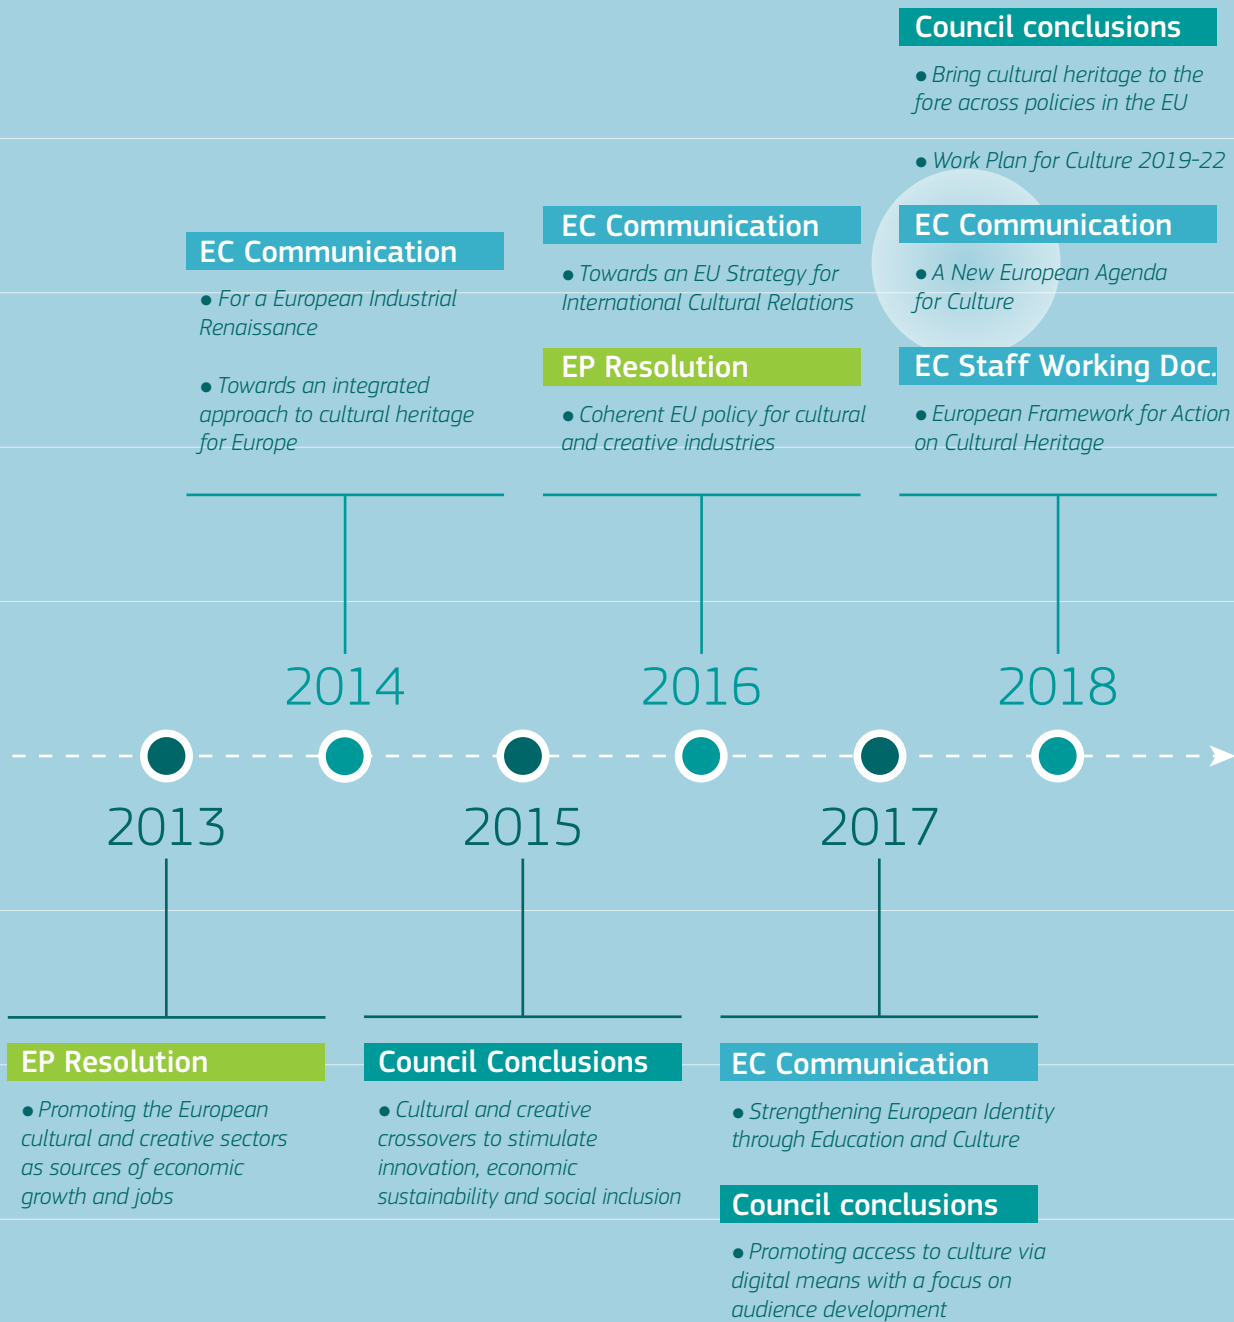 Council conclusions
● Bring cultural heritage to the
fore across policies in the EU
● Work Plan for Culture 2019-22
EC Communication
● A New European Agenda
for Culture
EC Staff Working Doc.
● European Framework for Action
on Cultural Heritage
EC Communication
● Towards an EU Strategy for
International Cultural Relations
EP Resolution
● Coherent EU policy for cultural
and creative industries
EC Communication
● For a European Industrial
Renaissance
● Towards an integrated
approach to cultural heritage
for Europe
2014
2016
2018
2013
2015
2017
EP Resolution
● Promoting the European
cultural and creative sectors
as sources of economic
growth and jobs
Council Conclusions
● Cultural and creative
crossovers to stimulate
innovation, economic
sustainability and social inclusion
EC Communication
● Strengthening European Identity
through Education and Culture
Council conclusions
● Promoting access to culture via
digital means with a focus on
audience development